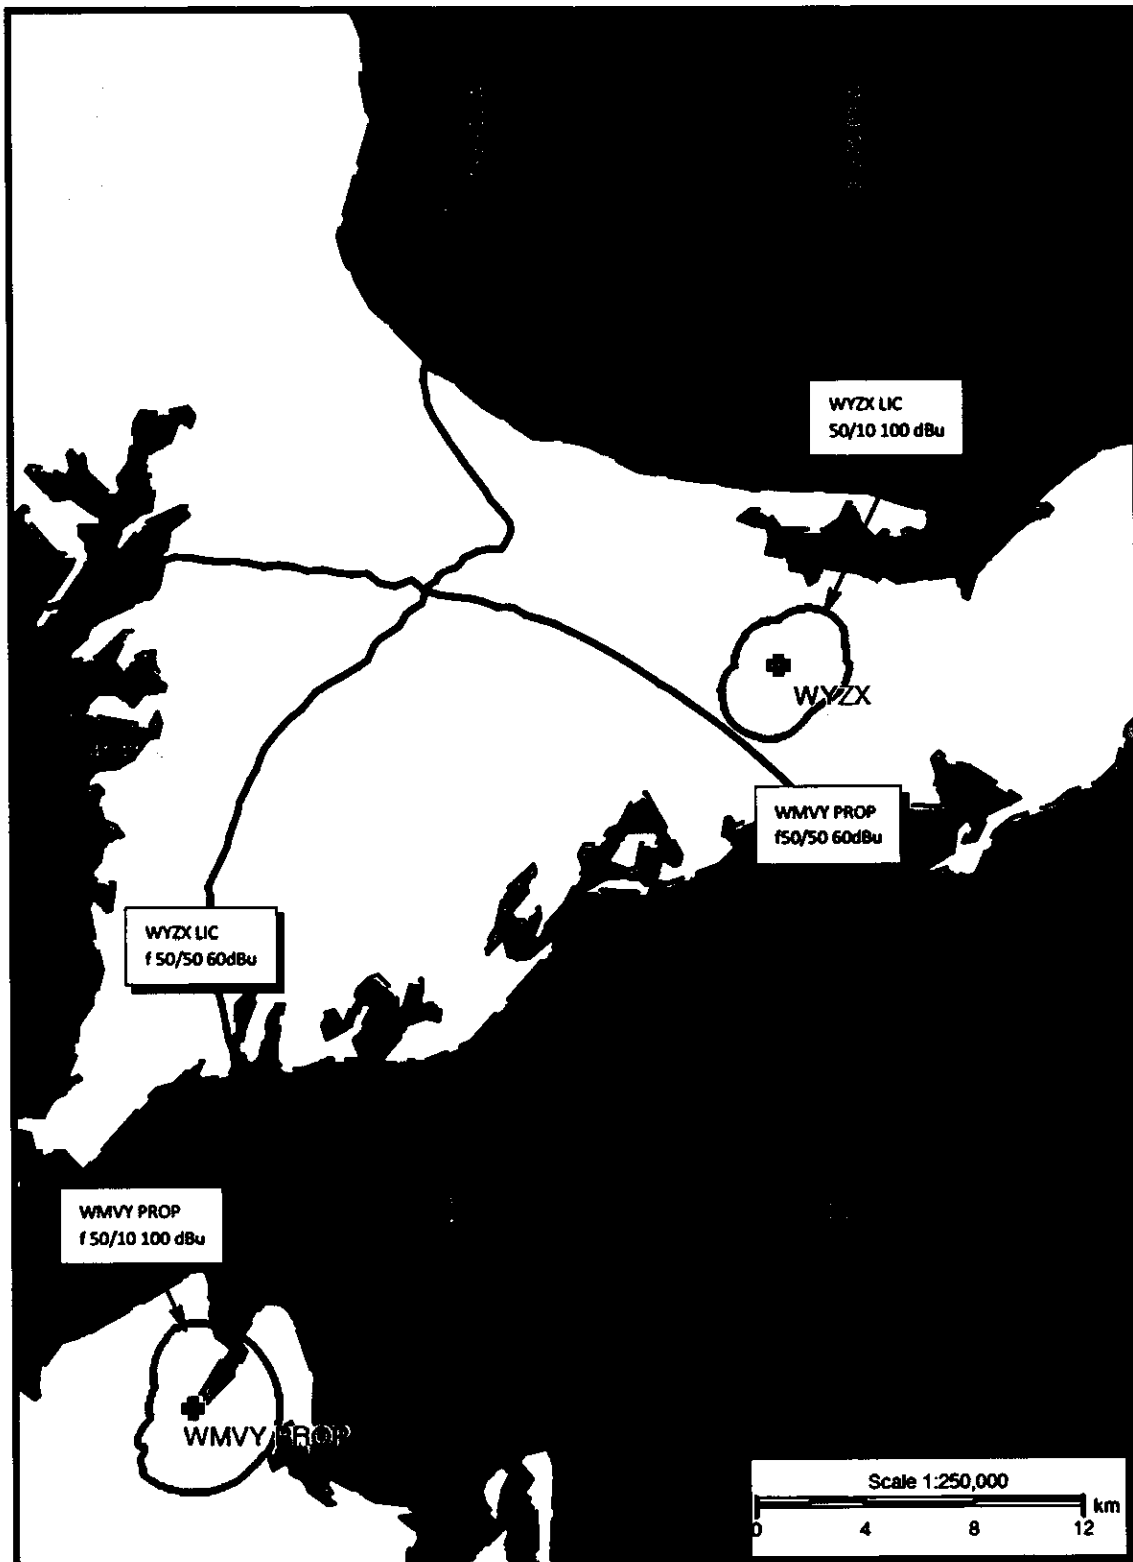 WYZX LIC
50/10 100 dBu
WYZX
WMVY PROP
f50/50 60dBu
WYZX LIC
f 50/50 60dBu
WMVY PROP
f 50/10 100 dBu
WMVY PROP
Scale 1:250,000
km
0 4 8 12